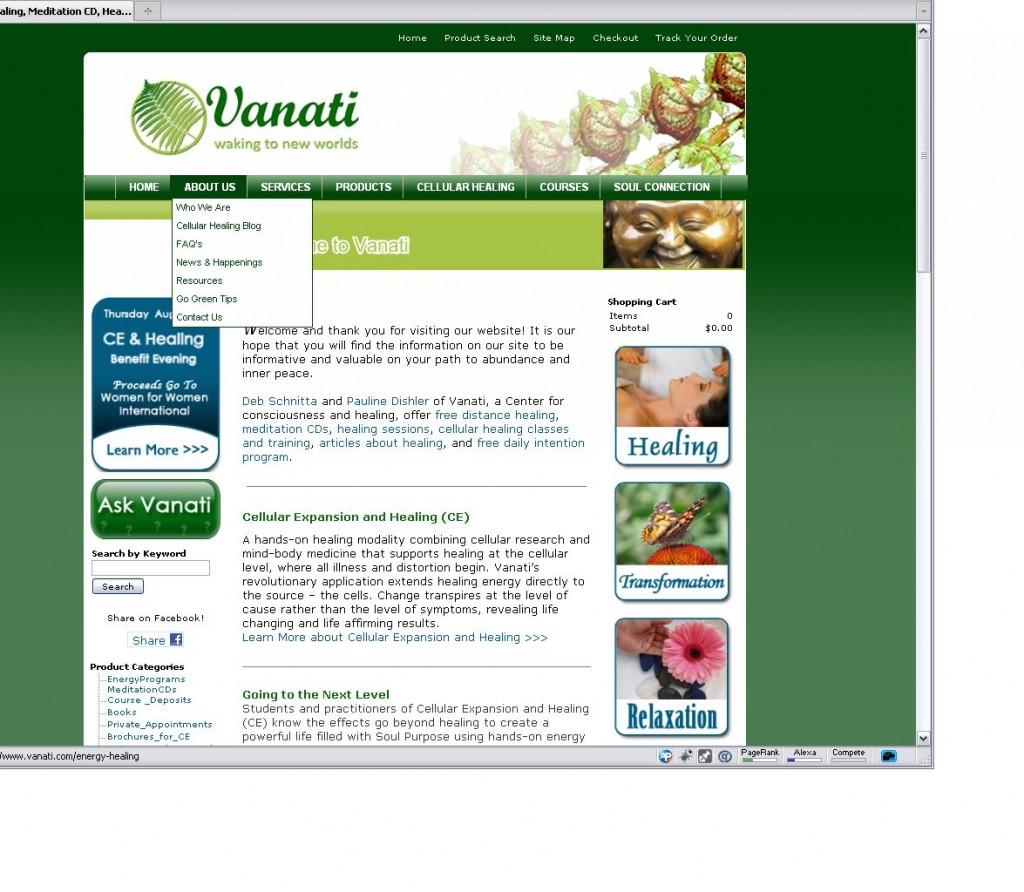 aling, Meditation CD, Hea...
Home Product Search Site Map Checkout Track Your Order
Vanati
waking to new worlds
HOME ABOUT US SERVICES PRODUCTS CELLULAR HEALING COURSES SOUL CONNECTION
Who We Are
Cellular Healing Blog
FAQ's
News & Happenings
Resources
Go Green Tips
Contact Us
to Vanati
Thursday
CE & Healing
Benefit Evening
Proceeds Go To
Women for Women
International
Learn More >>>
Ask Vanati
? ? ? ? ?
Search by Keyword
Search
Share on Facebook!
Share f
Product Categories
EnergyPrograms
MeditationCDs
Course _Deposits
Books
Private_Appointments
Brochures_for_CE
Welcome and thank you for visiting our website! It is our
hope that you will find the information on our site to be
informative and valuable on your path to abundance and
inner peace.
Deb Schnitta and Pauline Dishler of Vanati, a Center for
consciousness and healing, offer free distance healing,
meditation CDs, healing sessions, cellular healing classes
and training, articles about healing, and free daily intention
program.
Cellular Expansion and Healing (CE)
A hands-on healing modality combining cellular research and
mind-body medicine that supports healing at the cellular
level, where all illness and distortion begin. Vanati's
revolutionary application extends healing energy directly to
the source – the cells. Change transpires at the level of
cause rather than the level of symptoms, revealing life
changing and life affirming results.
Learn More about Cellular Expansion and Healing >>>
Going to the Next Level
Students and practitioners of Cellular Expansion and Healing
(CE) know the effects go beyond healing to create a
powerful life filled with Soul Purpose using hands-on energy
Shopping Cart
Items 0
Subtotal $0.00
Healing
Transformation
Relaxation
/www.vanati.com/energy-healing
PageRank Alexa Compete